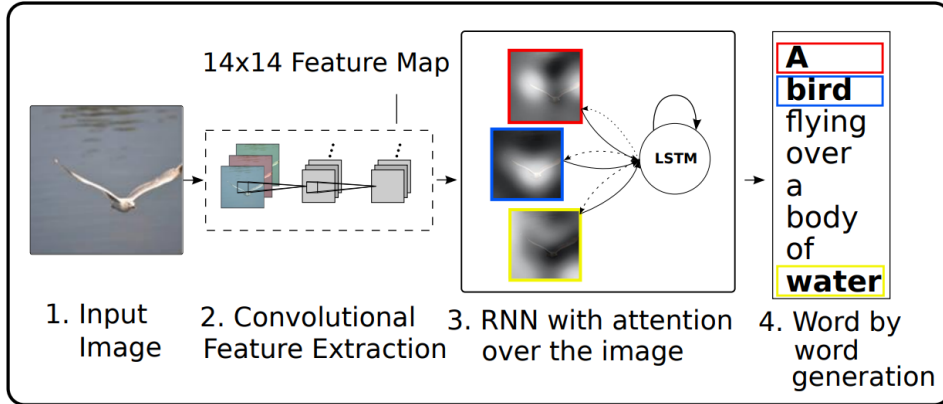 14x14 Feature Map
LSTM
A
bird
flying
over
a
body
of
water
1. Input
Image
2. Convolutional
Feature Extraction
3. RNN with attention
over the image
4. Word by
word
generation